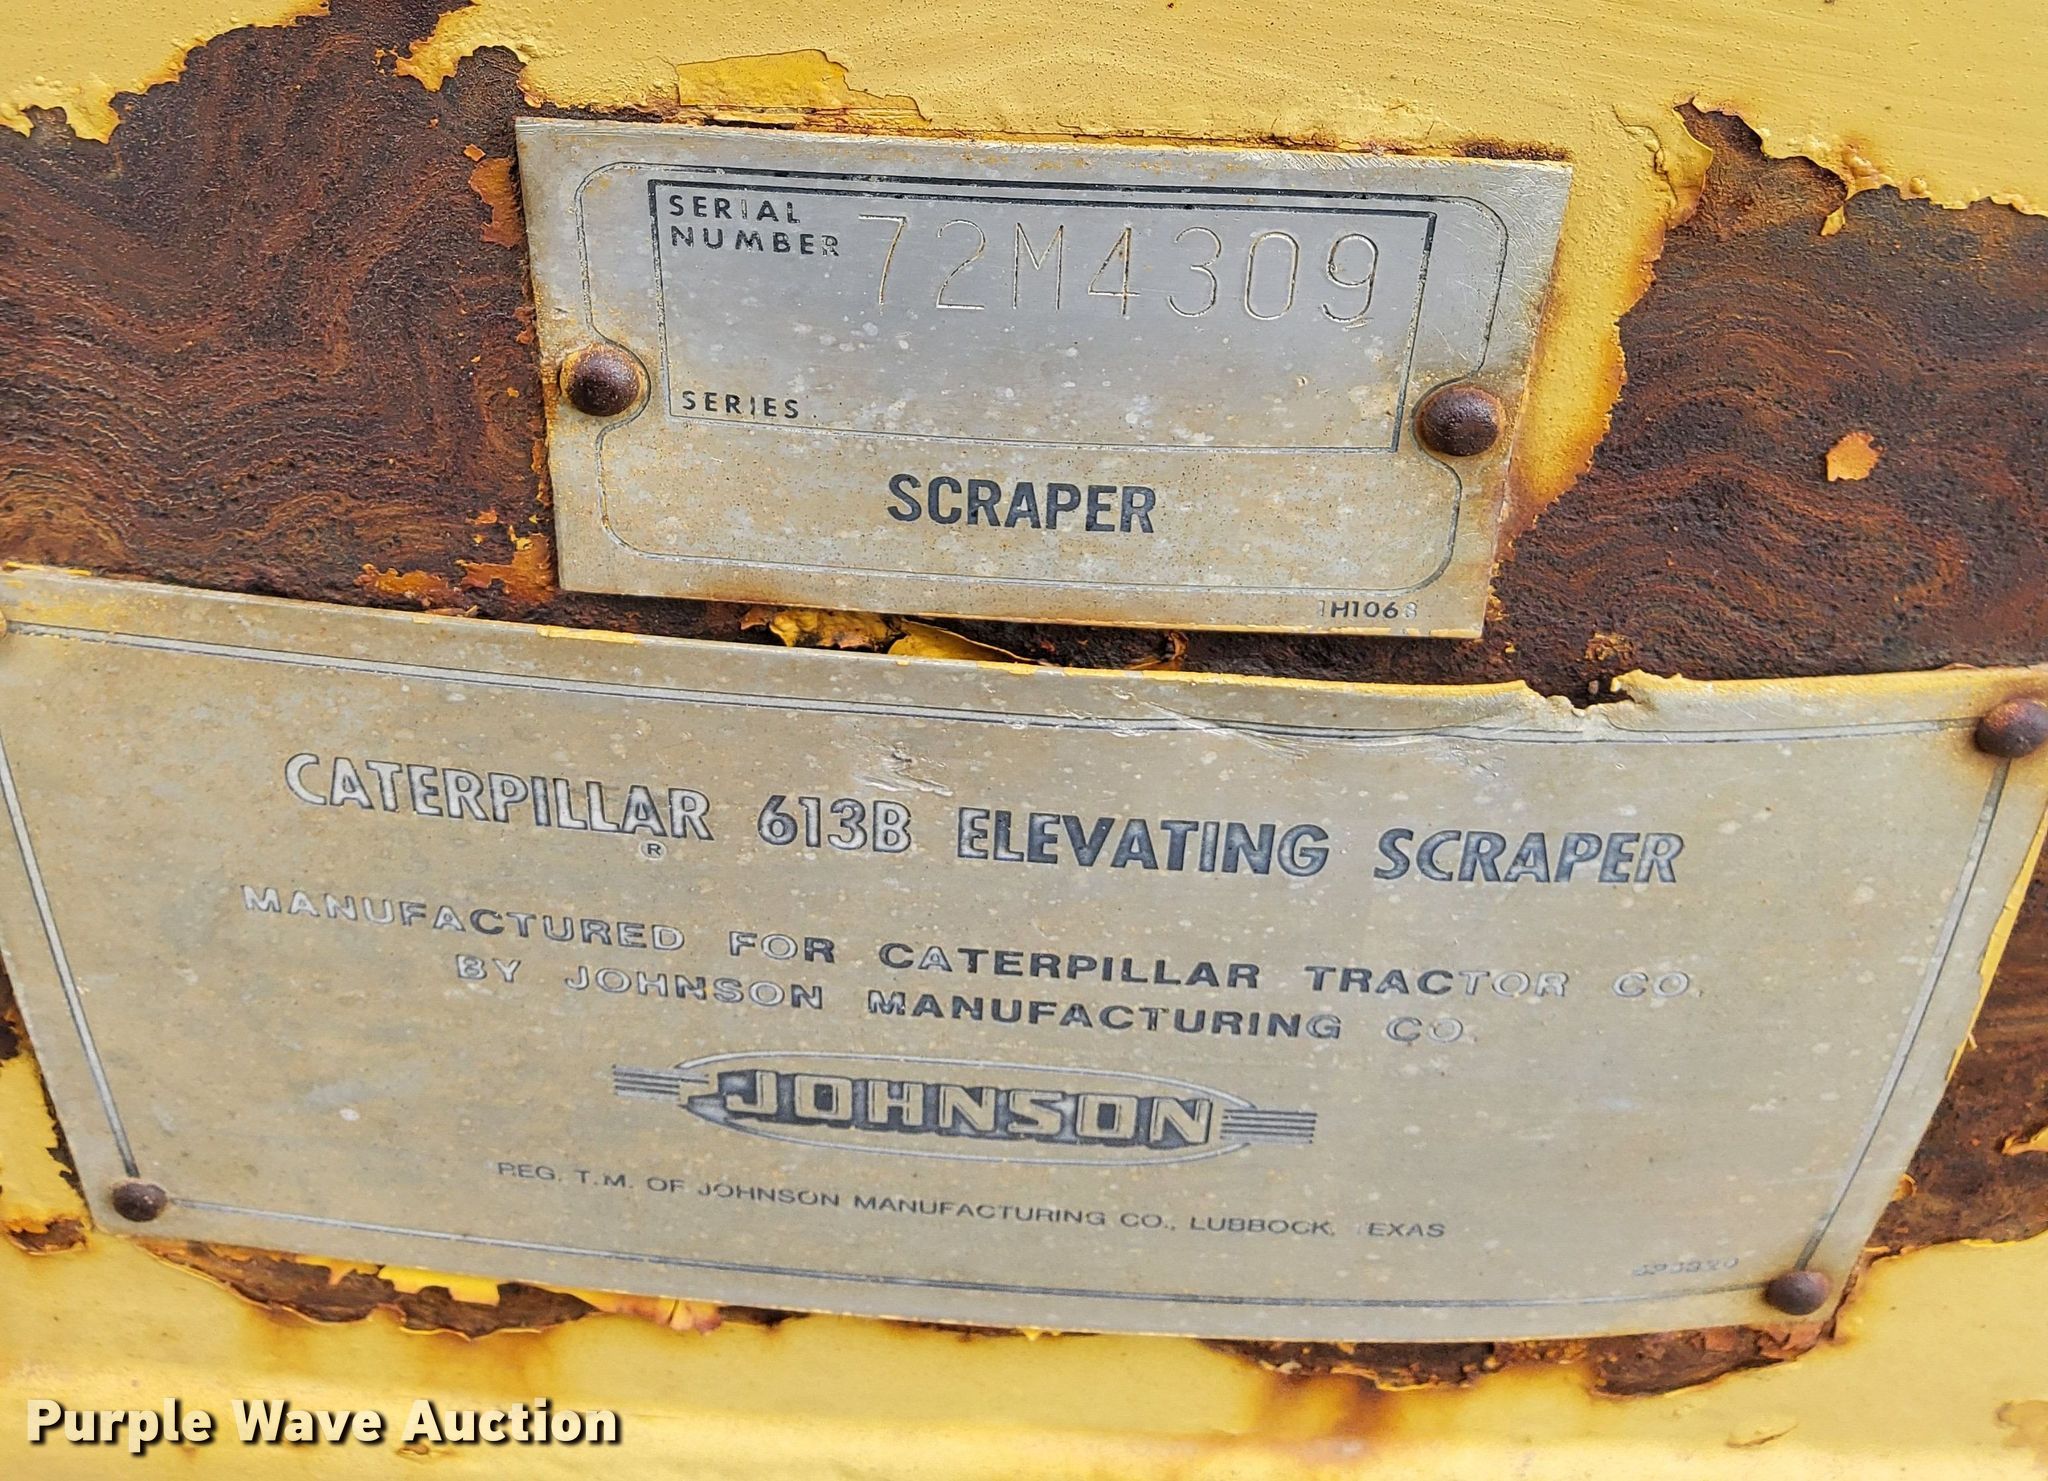 SERIAL
NUMBER 72M4309
SERIES
SCRAPER
1H1068
CATERPILLAR 613B ELEVATING SCRAPER
®
MANUFACTURED FOR CATERPILLAR TRACTOR CO.
BY JOHNSON MANUFACTURING CO.
JOHNSON
REG. T.M. OF JOHNSON MANUFACTURING CO., LUBBOCK, TEXAS
Purple Wave Auction